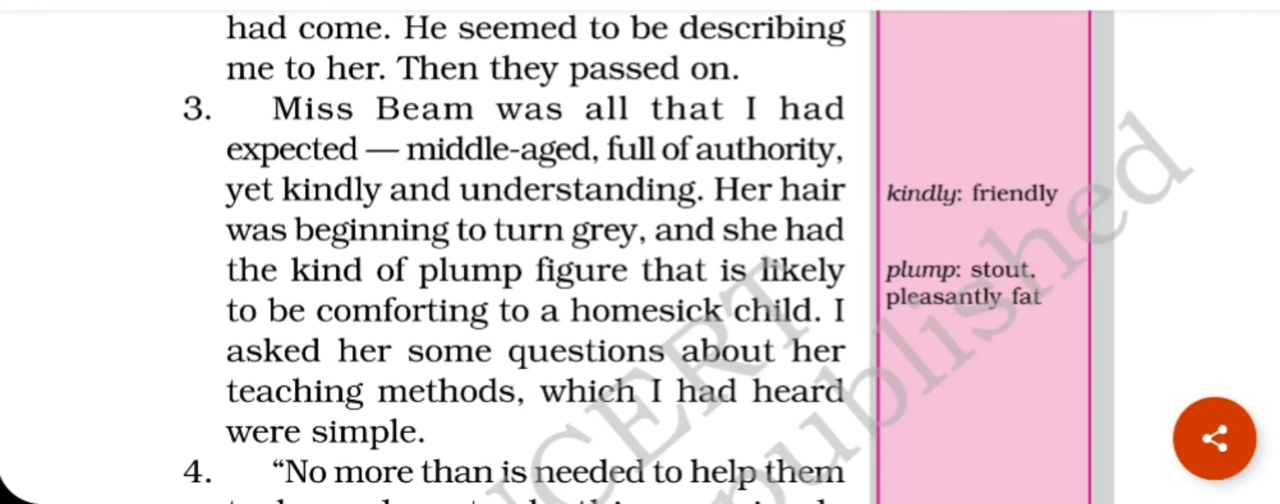 had come. He seemed to be describing
me to her. Then they passed on.
3. Miss Beam was all that I had
expected — middle-aged, full of authority,
yet kindly and understanding. Her hair
was beginning to turn grey, and she had
the kind of plump figure that is likely
to be comforting to a homesick child. I
asked her some questions about her
teaching methods, which I had heard
were simple.
4. “No more than is needed to help them
kindly: friendly
plump: stout,
pleasantly fat
NCERT
published